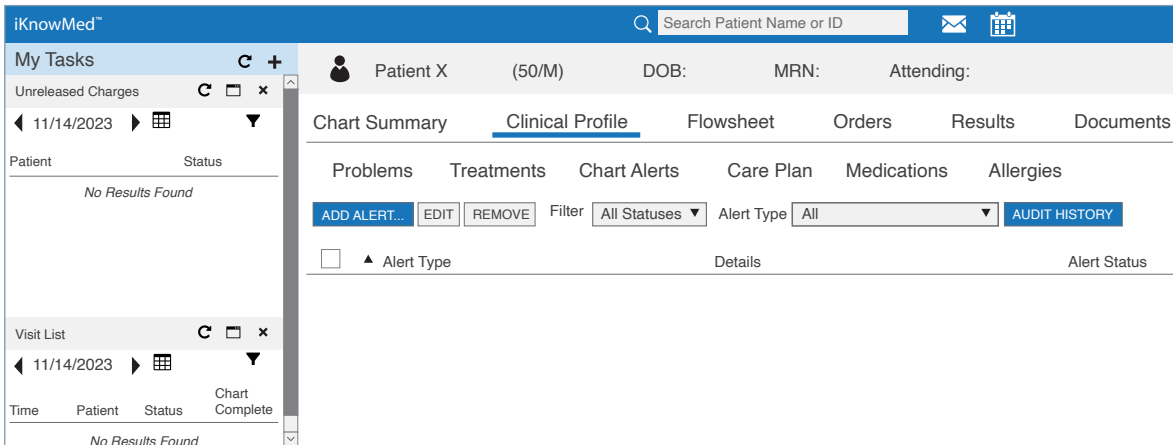 iKnowMed™
Search Patient Name or ID
My Tasks
Unreleased Charges
11/14/2023
Patient Status
No Results Found
Visit List
11/14/2023
Time Patient Status Chart Complete
No Results Found
Patient X (50/M) DOB: MRN: Attending:
Chart Summary Clinical Profile Flowsheet Orders Results Documents
Problems Treatments Chart Alerts Care Plan Medications Allergies
ADD ALERT... EDIT REMOVE Filter All Statuses Alert Type All AUDIT HISTORY
Alert Type Details Alert Status